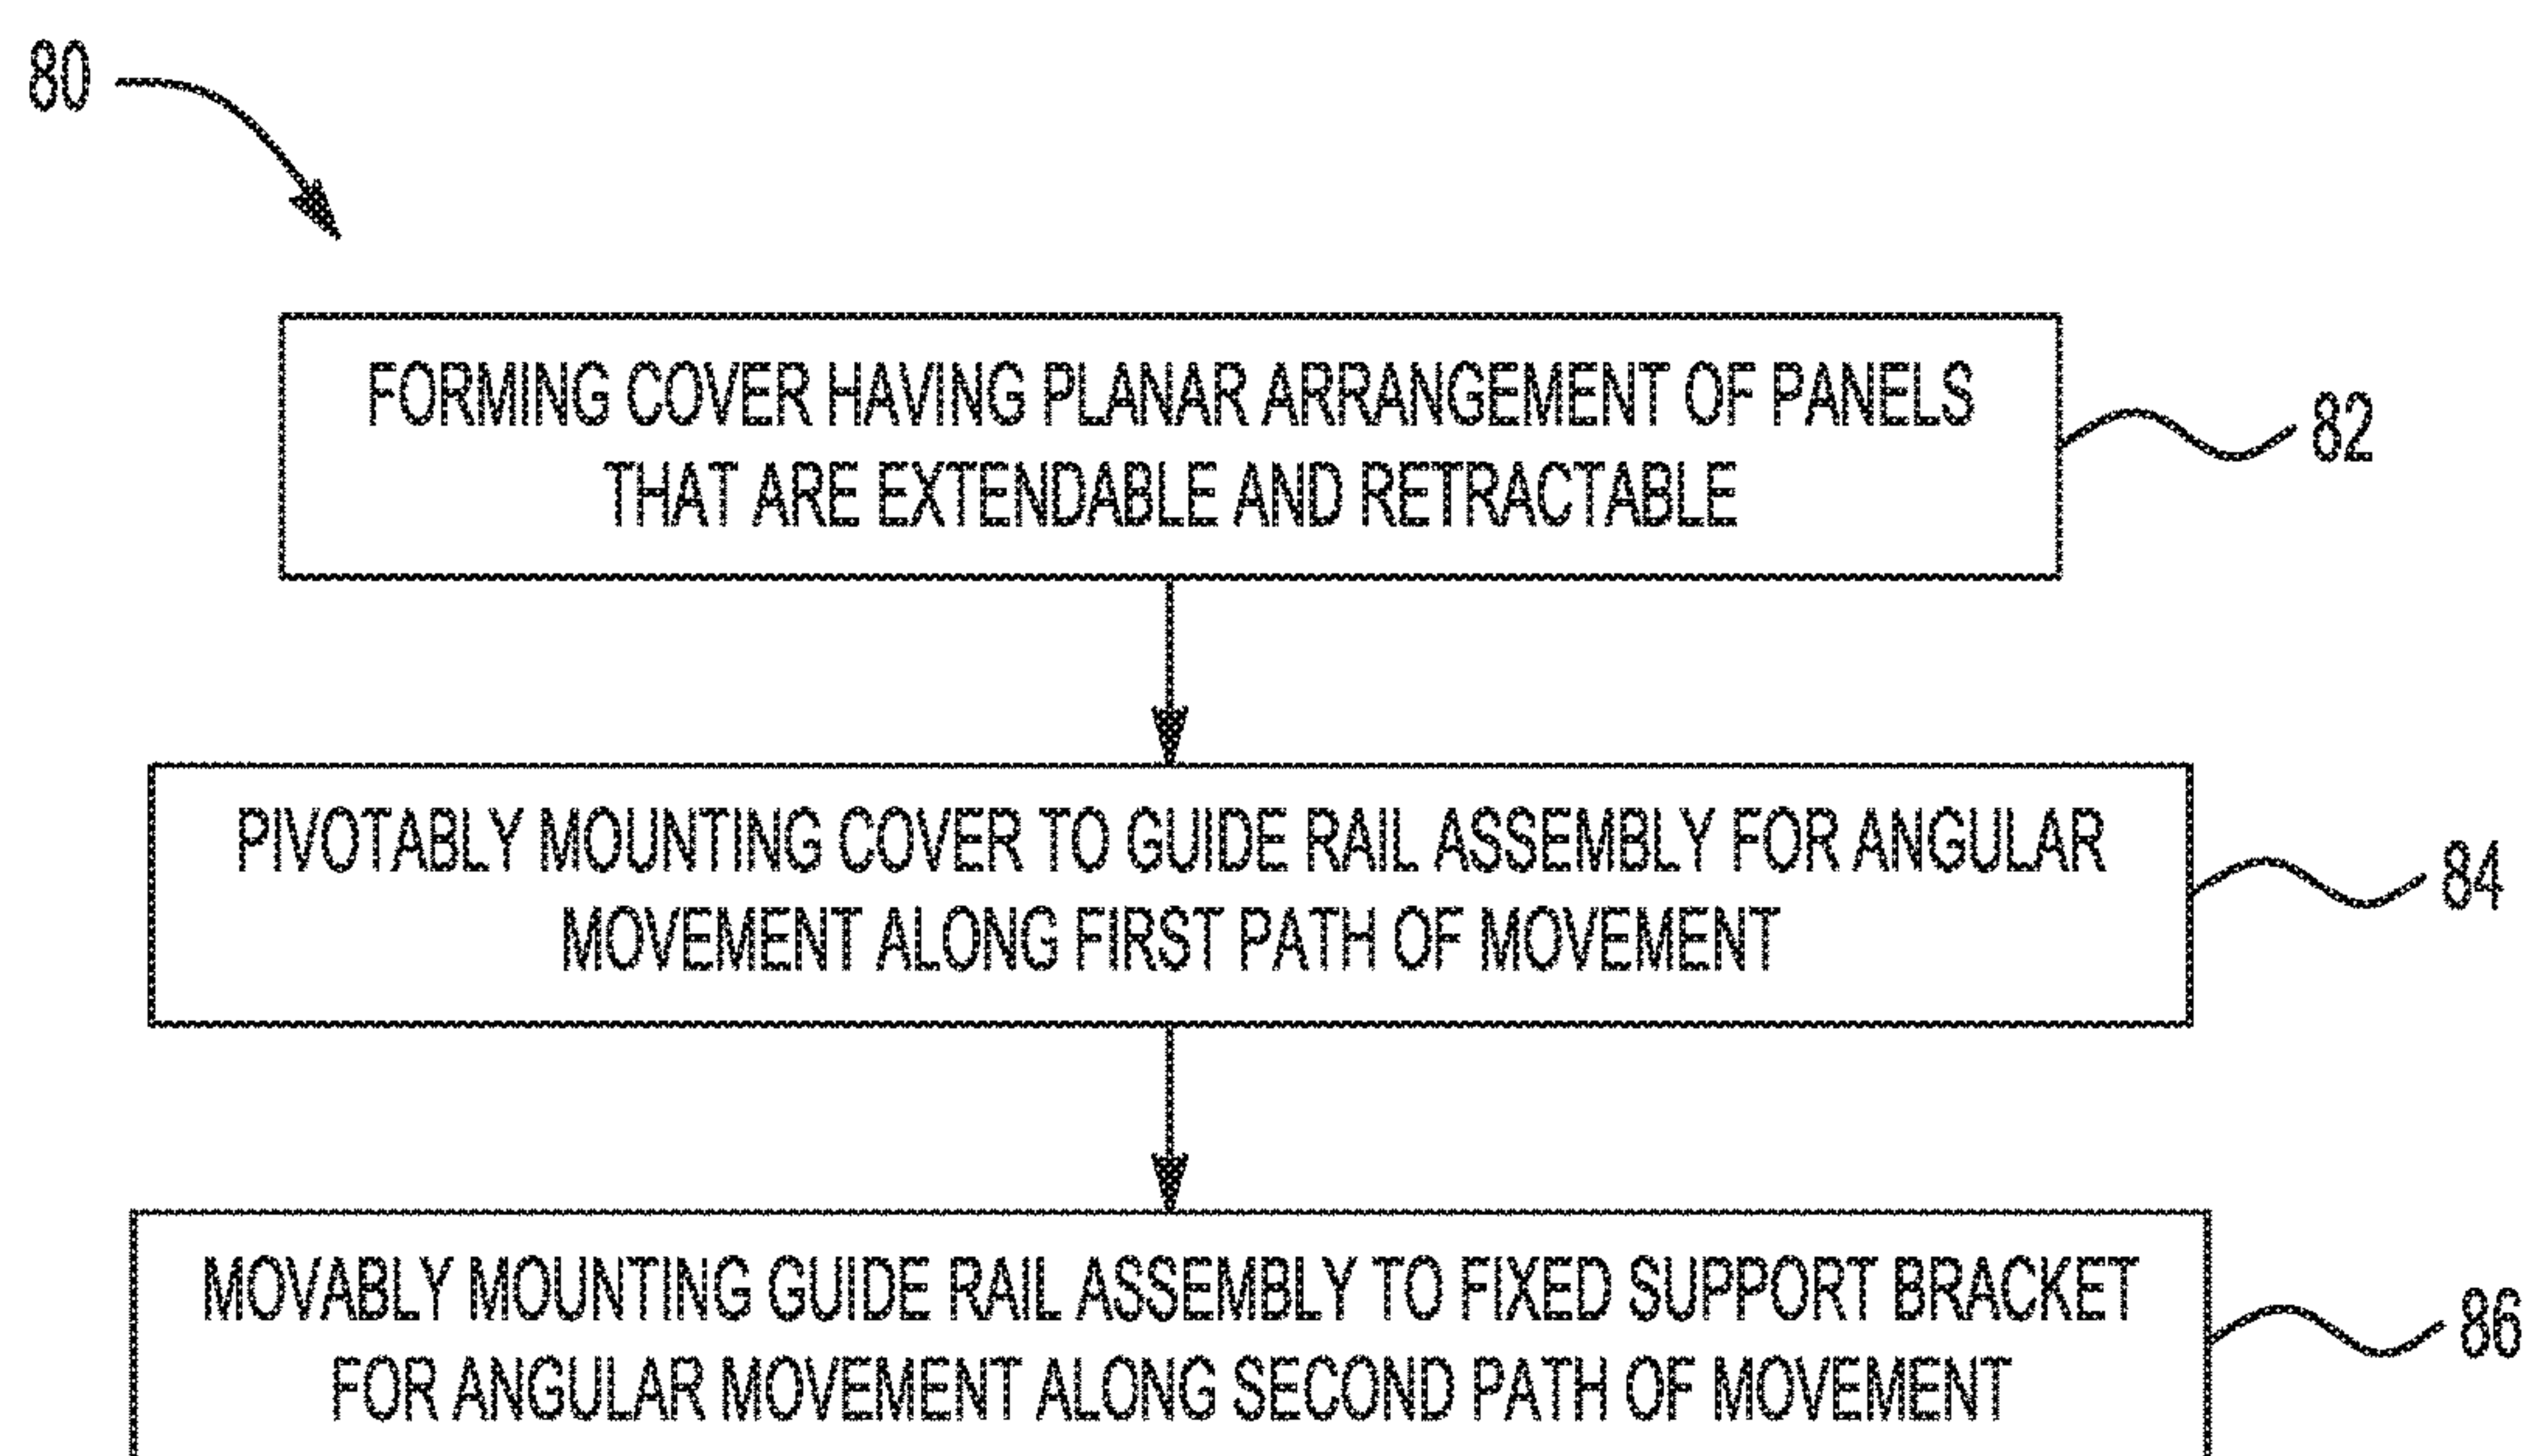 80
FORMING COVER HAVING PLANAR ARRANGEMENT OF PANELS
THAT ARE EXTENDABLE AND RETRACTABLE
82
PIVOTABLY MOUNTING COVER TO GUIDE RAIL ASSEMBLY FOR ANGULAR
MOVEMENT ALONG FIRST PATH OF MOVEMENT
84
MOVABLY MOUNTING GUIDE RAIL ASSEMBLY TO FIXED SUPPORT BRACKET
FOR ANGULAR MOVEMENT ALONG SECOND PATH OF MOVEMENT
86